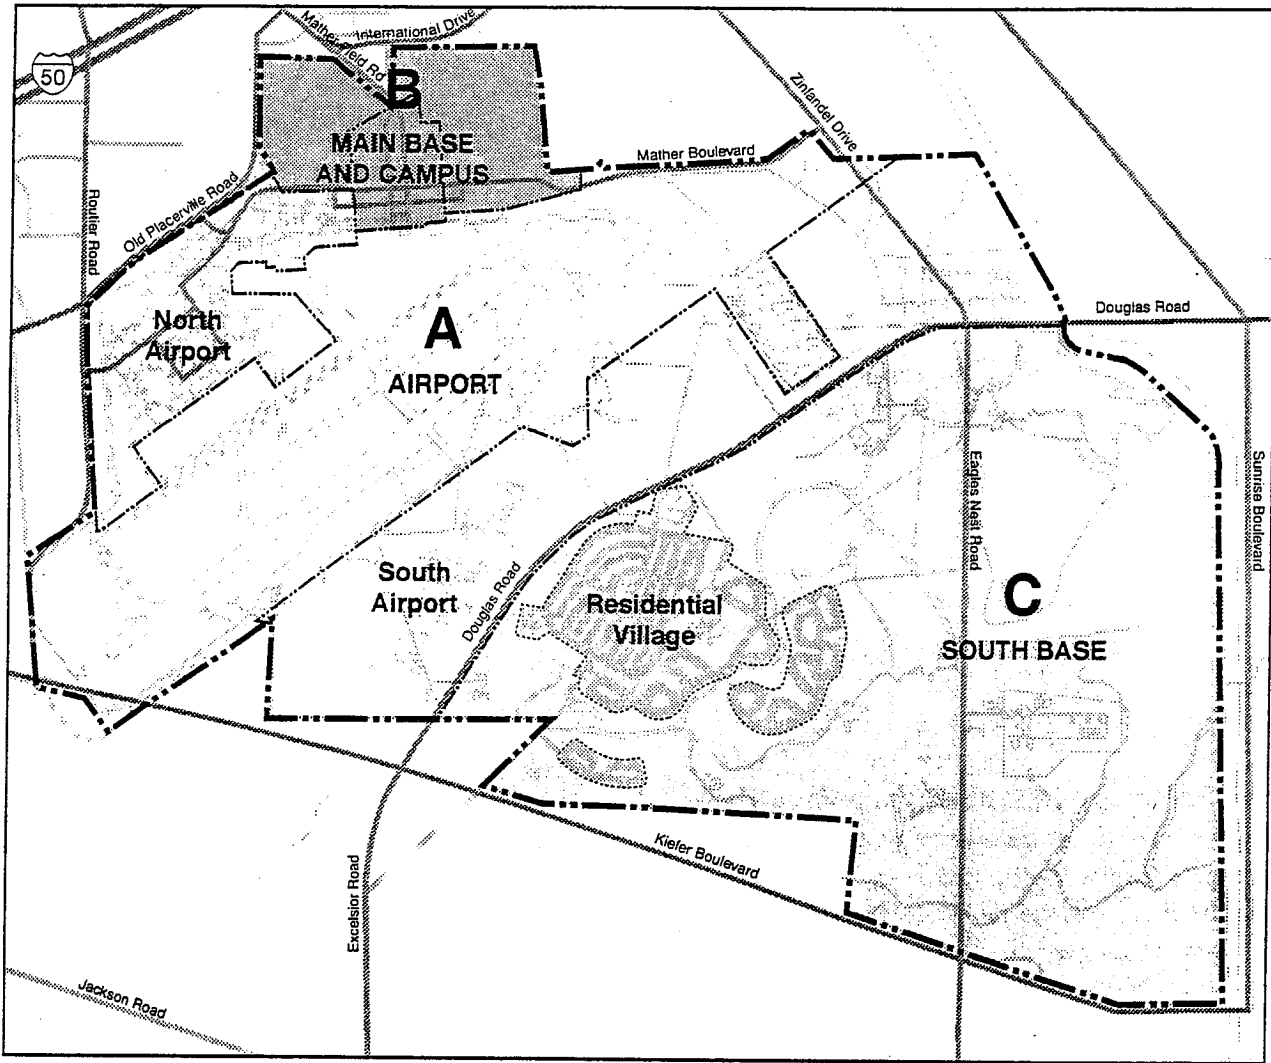 International Drive
Mather Field Rd
50
B
MAIN BASE
AND CAMPUS
Zinfandel Drive
Mather Boulevard
Old Placerville Road
Routier Road
North
Airport
A
AIRPORT
Douglas Road
Eagles Nest Road
Sunrise Boulevard
South
Airport
Douglas Road
Residential
Village
C
SOUTH BASE
Kiefer Boulevard
Excelsior Road
Jackson Road